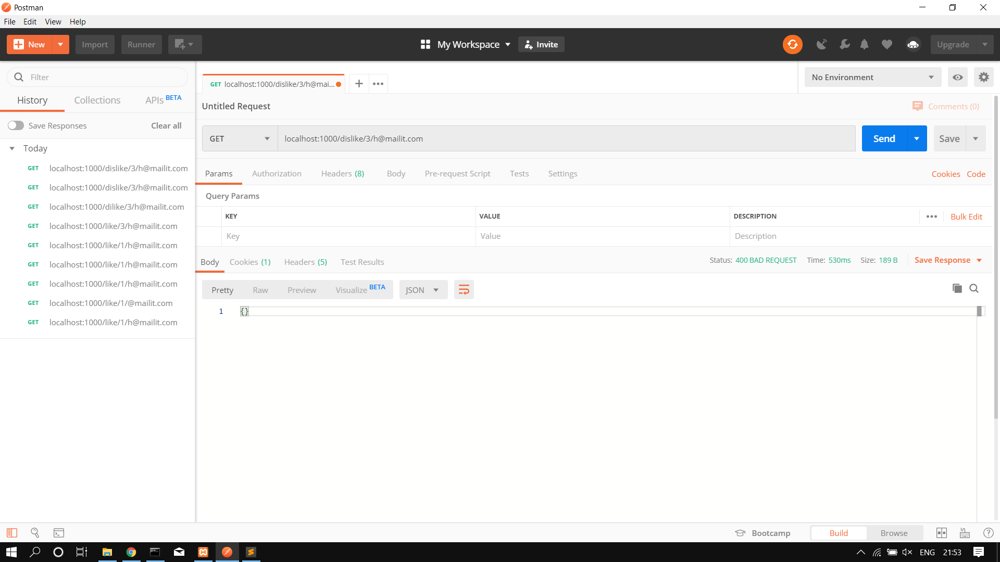 Postman
File Edit View Help
New Import Runner My Workspace Invite Upgrade
Filter
History Collections APIs BETA
Save Responses Clear all
Today
GET localhost:1000/dislike/3/h@mailit.com
GET localhost:1000/dislike/3/h@mailit.com
GET localhost:1000/dilike/3/h@mailit.com
GET localhost:1000/like/3/h@mailit.com
GET localhost:1000/like/1/h@mailit.com
GET localhost:1000/like/1/h@mailit.com
GET localhost:1000/like/1/h@mailit.com
GET localhost:1000/like/1/@mailit.com
GET localhost:1000/like/1/h@mailit.com
GET localhost:1000/dislike/3/h@mai... No Environment
Untitled Request Comments (0)
GET localhost:1000/dislike/3/h@mailit.com Send Save
Params Authorization Headers (8) Body Pre-request Script Tests Settings Cookies Code
Query Params
KEY VALUE DESCRIPTION Bulk Edit
Key Value Description
Body Cookies (1) Headers (5) Test Results Status: 400 BAD REQUEST Time: 530ms Size: 189 B Save Response
Pretty Raw Preview Visualize BETA JSON
1 {}
Bootcamp Build Browse
ENG 21:53